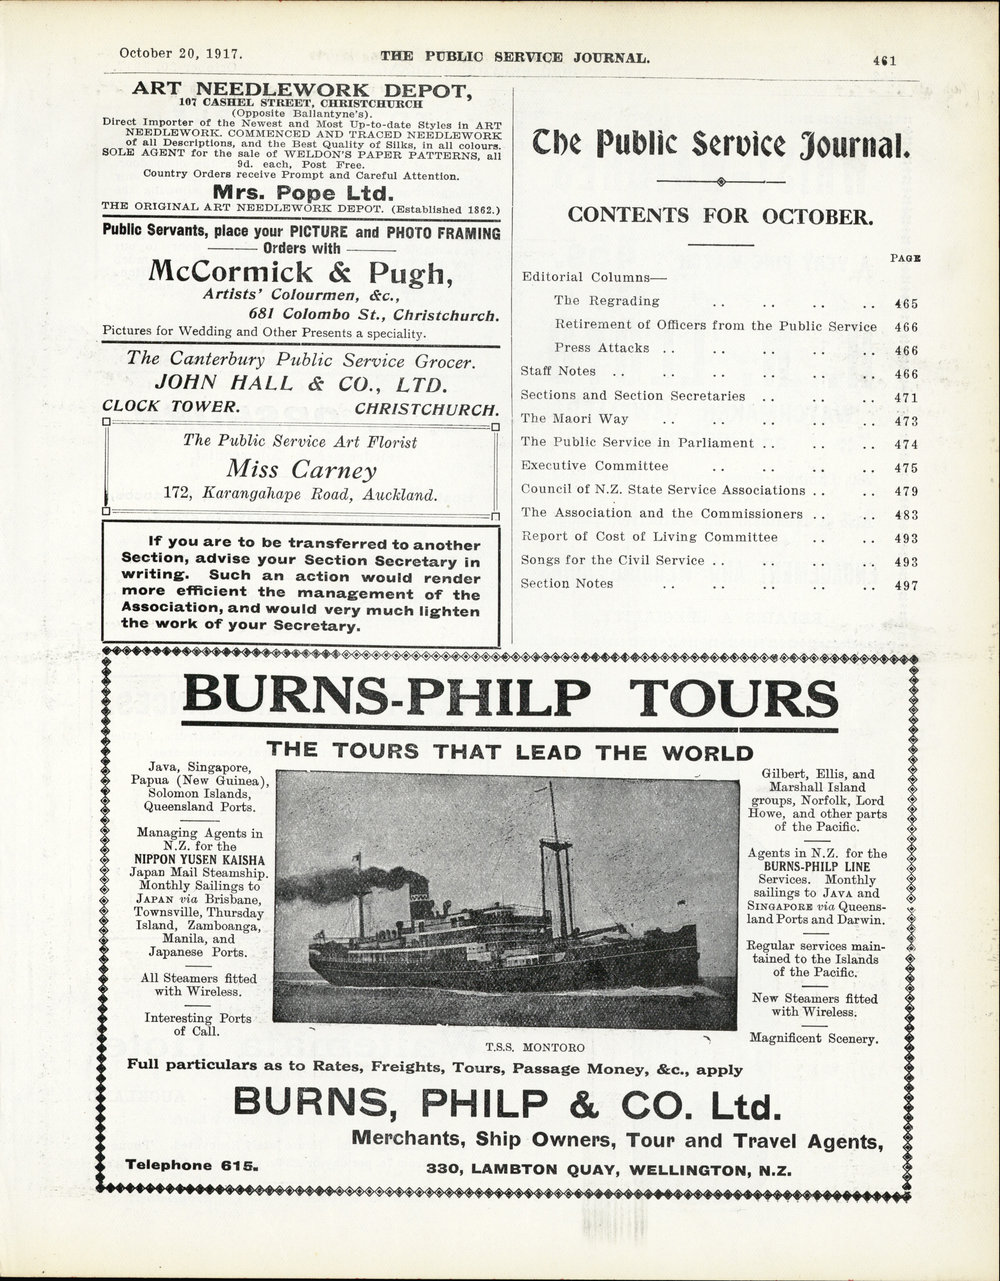 October 20, 1917.
THE PUBLIC SERVICE JOURNAL.
461
ART NEEDLEWORK DEPOT,
107 CASHEL STREET, CHRISTCHURCH
(Opposite Ballantyne's).
Direct Importer of the Newest and Most Up-to-date Styles in ART
NEEDLEWORK. COMMENCED AND TRACED NEEDLEWORK
of all Descriptions, and the Best Quality of Silks, in all colours.
SOLE AGENT for the sale of WELDON'S PAPER PATTERNS, all
9d. each, Post Free.
Country Orders receive Prompt and Careful Attention.
Mrs. Pope Ltd.
THE ORIGINAL ART NEEDLEWORK DEPOT. (Established 1862.)
Public Servants, place your PICTURE and PHOTO FRAMING
Orders with
McCormick & Pugh,
Artists' Colourmen, &c.,
681 Colombo St., Christchurch.
Pictures for Wedding and Other Presents a speciality.
The Canterbury Public Service Grocer.
JOHN HALL & CO., LTD.
CLOCK TOWER. CHRISTCHURCH.
The Public Service Art Florist
Miss Carney
172, Karangahape Road, Auckland.
If you are to be transferred to another
Section, advise your Section Secretary in
writing. Such an action would render
more efficient the management of the
Association, and would very much lighten
the work of your Secretary.
The Public Service Journal.
CONTENTS FOR OCTOBER.
PAGE
Editorial Columns—
The Regrading .. .. .. .. 465
Retirement of Officers from the Public Service 466
Press Attacks .. .. .. .. .. 466
Staff Notes .. .. .. .. .. .. 466
Sections and Section Secretaries .. .. .. 471
The Maori Way .. .. .. .. .. 473
The Public Service in Parliament .. .. .. 474
Executive Committee .. .. .. .. 475
Council of N.Z. State Service Associations .. .. 479
The Association and the Commissioners .. .. 483
Report of Cost of Living Committee .. .. 493
Songs for the Civil Service .. .. .. .. 493
Section Notes .. .. .. .. .. 497
BURNS-PHILP TOURS
THE TOURS THAT LEAD THE WORLD
Java, Singapore,
Papua (New Guinea),
Solomon Islands,
Queensland Ports.
Managing Agents in
N.Z. for the
NIPPON YUSEN KAISHA
Japan Mail Steamship.
Monthly Sailings to
JAPAN via Brisbane,
Townsville, Thursday
Island, Zamboanga,
Manila, and
Japanese Ports.
All Steamers fitted
with Wireless.
Interesting Ports
of Call.
T.S.S. MONTORO
Gilbert, Ellis, and
Marshall Island
groups, Norfolk, Lord
Howe, and other parts
of the Pacific.
Agents in N.Z. for the
BURNS-PHILP LINE
Services. Monthly
sailings to JAVA and
SINGAPORE via Queens-
land Ports and Darwin.
Regular services main-
tained to the Islands
of the Pacific.
New Steamers fitted
with Wireless.
Magnificent Scenery.
Full particulars as to Rates, Freights, Tours, Passage Money, &c., apply
BURNS, PHILP & CO. Ltd.
Merchants, Ship Owners, Tour and Travel Agents,
Telephone 615. 330, LAMBTON QUAY, WELLINGTON, N.Z.